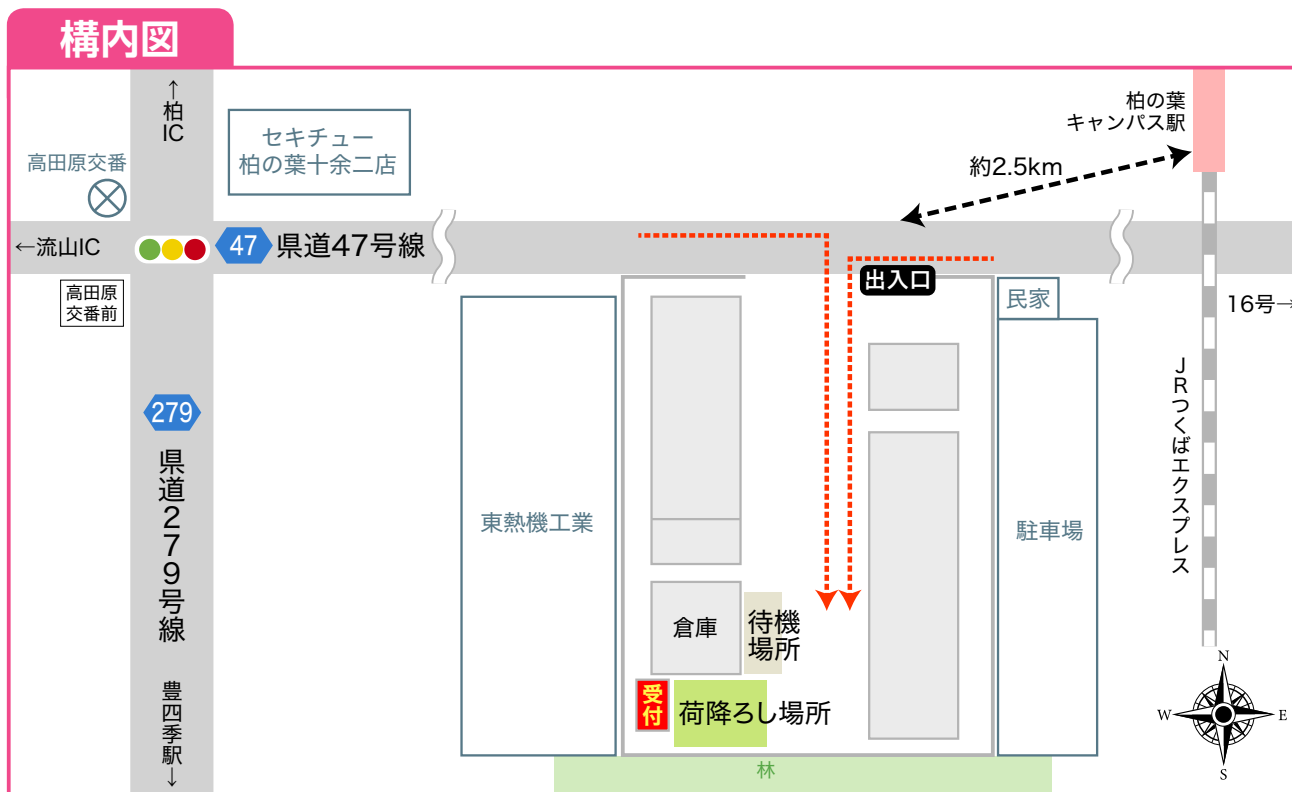 構内図
↑柏IC
セキチュー
柏の葉十余二店
高田原交番
柏の葉
キャンパス駅
約2.5km
←流山IC
47
県道47号線
出入口
高田原
交番前
民家
16号→
279
県道279号線
JRつくばエクスプレス
東熱機工業
駐車場
倉庫
待機
場所
受付
荷降ろし場所
豊四季駅↓
林
N
W
E
S